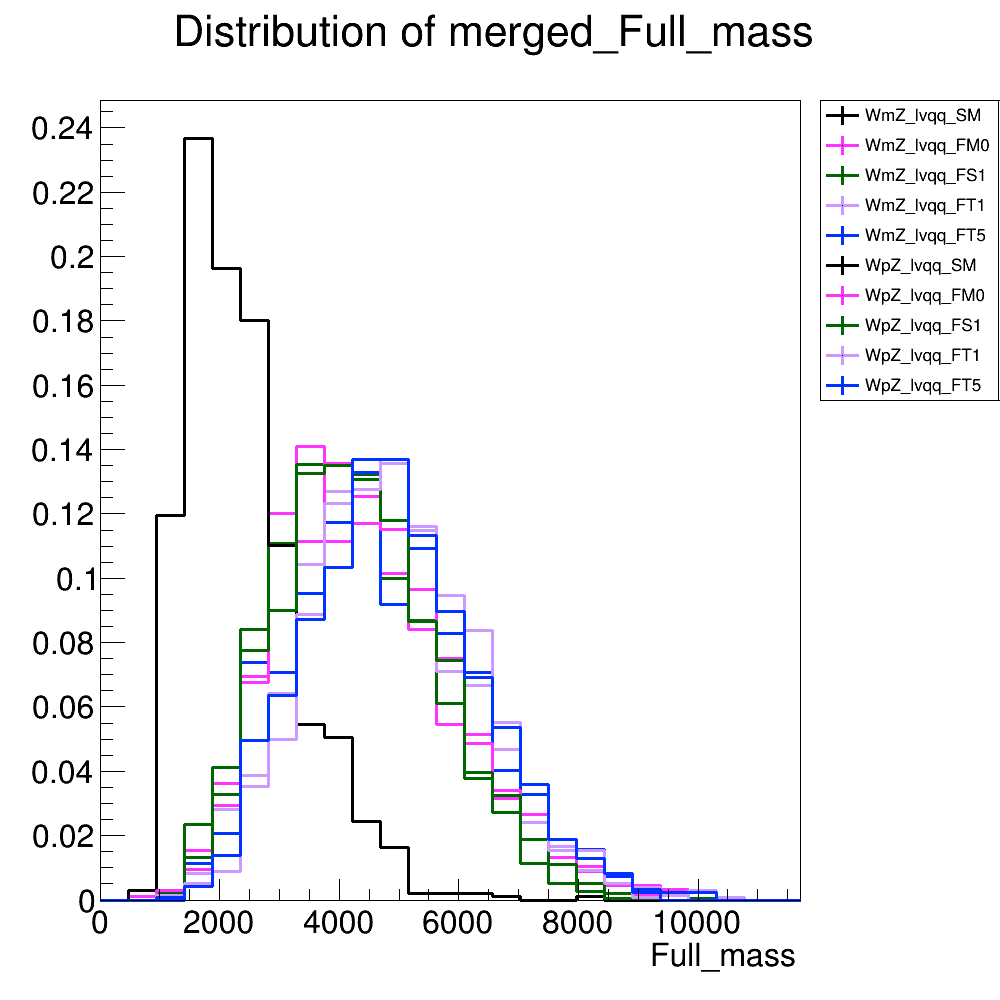 Distribution of merged_Full_mass
0.24
0.22
0.2
0.18
0.16
0.14
0.12
0.1
0.08
0.06
0.04
0.02
0
0 2000 4000 6000 8000 10000
Full_mass
WmZ_lvqq_SM
WmZ_lvqq_FM0
WmZ_lvqq_FS1
WmZ_lvqq_FT1
WmZ_lvqq_FT5
WpZ_lvqq_SM
WpZ_lvqq_FM0
WpZ_lvqq_FS1
WpZ_lvqq_FT1
WpZ_lvqq_FT5